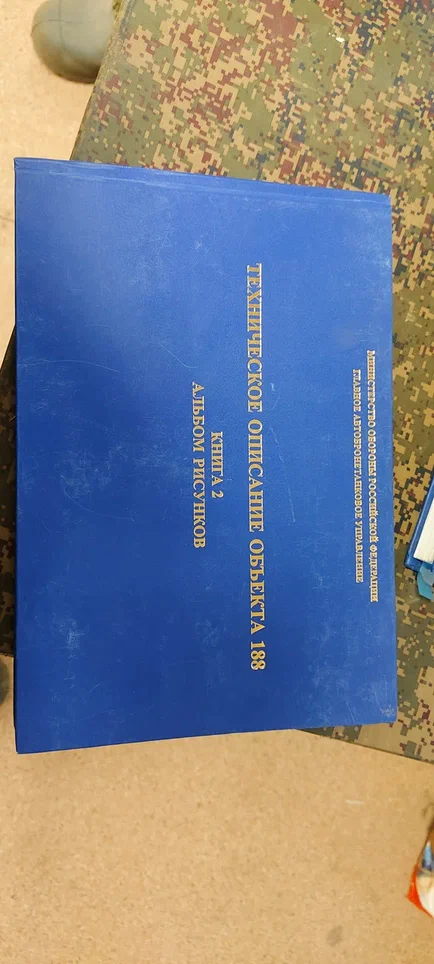 МИНИСТЕРСТВО ОБОРОНЫ РОССИЙСКОЙ ФЕДЕРАЦИИ
ГЛАВНОЕ АВТОБРОНЕТАНКОВОЕ УПРАВЛЕНИЕ
ТЕХНИЧЕСКОЕ ОПИСАНИЕ ОБЪЕКТА 188
КНИГА 2
АЛЬБОМ РИСУНКОВ